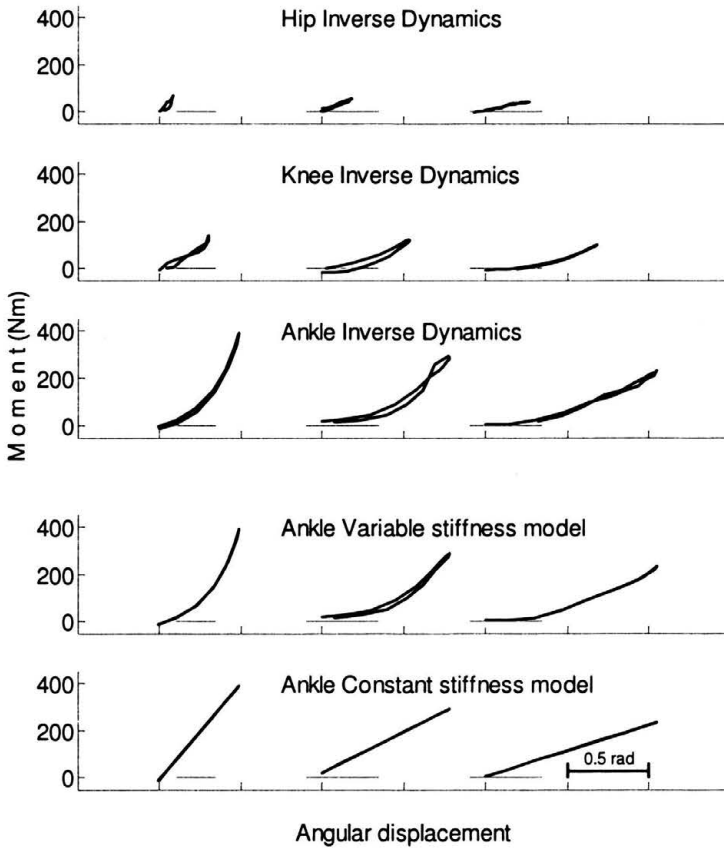 Hip Inverse Dynamics
400
200
0
Knee Inverse Dynamics
400
200
0
Ankle Inverse Dynamics
400
200
0
Moment (Nm)
Ankle Variable stiffness model
400
200
0
Ankle Constant stiffness model
400
200
0
0.5 rad
Angular displacement